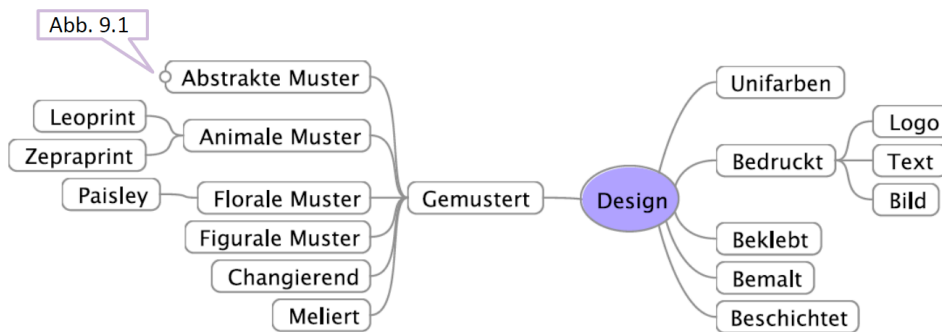 Abb. 9.1
Abstrakte Muster
Leoprint
Zepraprint
Animale Muster
Paisley
Florale Muster
Figurale Muster
Changierend
Meliert
Gemustert
Design
Unifarben
Bedruckt
Logo
Text
Bild
Beklebt
Bemalt
Beschichtet